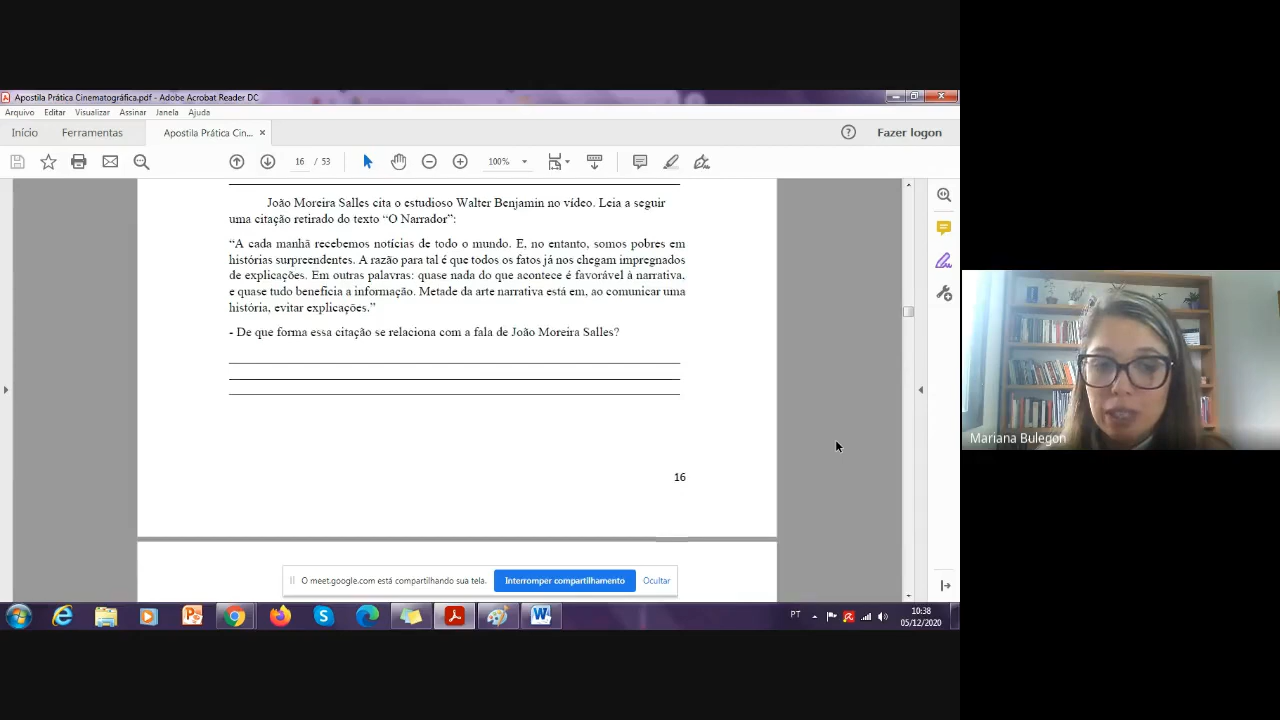 Apostila Prática Cinematográfica.pdf - Adobe Acrobat Reader DC
Arquivo Editar Visualizar Assinar Janela Ajuda
Início Ferramentas Apostila Prática Cin... × Fazer logon
16 / 53 100%
João Moreira Salles cita o estudioso Walter Benjamin no vídeo. Leia a seguir
uma citação retirado do texto “O Narrador”:
“A cada manhã recebemos notícias de todo o mundo. E, no entanto, somos pobres em
histórias surpreendentes. A razão para tal é que todos os fatos já nos chegam impregnados
de explicações. Em outras palavras: quase nada do que acontece é favorável à narrativa,
e quase tudo beneficia a informação. Metade da arte narrativa está em, ao comunicar uma
história, evitar explicações.”
- De que forma essa citação se relaciona com a fala de João Moreira Salles?
Mariana Bulegon
16
O meet.google.com está compartilhando sua tela. Interromper compartilhamento Ocultar
PT 10:38
05/12/2020